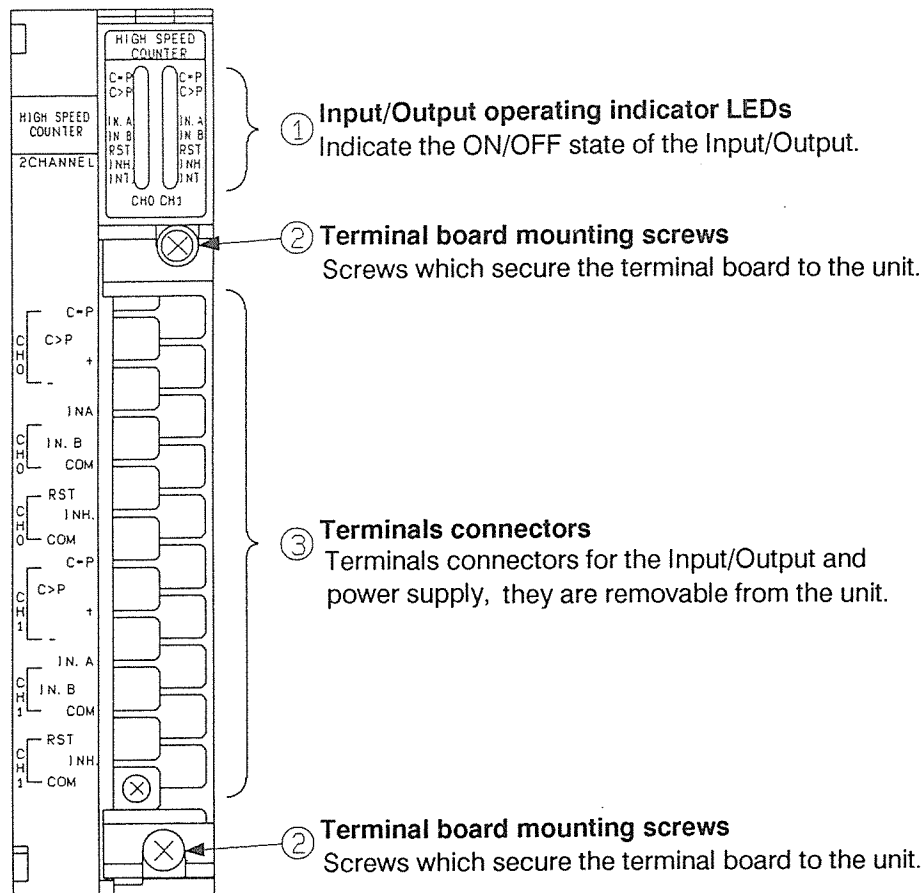 HIGH SPEED
COUNTER
C=P C=P
C>P C>P
IN. A IN. A
IN B IN B
RST RST
INH. INH
INT. INT
CH0 CH1
HIGH SPEED
COUNTER
2CHANNEL
① Input/Output operating indicator LEDs
Indicate the ON/OFF state of the Input/Output.
② Terminal board mounting screws
Screws which secure the terminal board to the unit.
CH0
C=P
C>P
+
-
CH0
INA
IN. B
COM
CH0
RST
INH.
COM
③ Terminals connectors
Terminals connectors for the Input/Output and
power supply, they are removable from the unit.
CH1
C=P
C>P
+
-
CH1
IN. A
IN. B
COM
CH1
RST
INH.
COM
② Terminal board mounting screws
Screws which secure the terminal board to the unit.